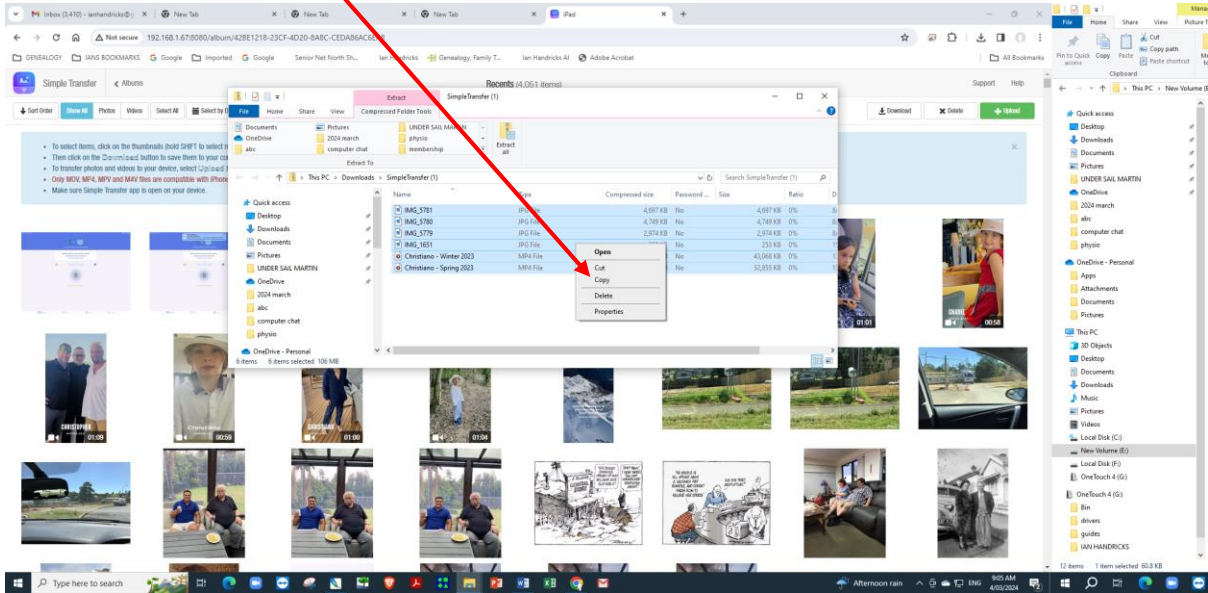 Inbox (3,410) - ianhandricks@g
New Tab
New Tab
New Tab
iPad
Not secure
192.168.1.67:8080/album/42BE1218-23CF-4D20-8A8C-CEDA86AC6E
GENEALOGY
IANS BOOKMARKS
Google
Imported
Google
Senior Net North Sh...
Ian Handricks
Genealogy, Family T...
Ian Handricks AI
Adobe Acrobat
All Bookmarks
Simple Transfer
Albums
Recents (4,051 items)
Support
Help
Sort Order
Show All
Photos
Videos
Select All
Select by D
Download
Delete
Upload
To select items, click on the thumbnails (hold SHIFT to select
Then click on the Download button to save them to your co
To transfer photos and videos to your device, select Upload
Only MOV, MP4, MPV and M4V files are compatible with iPhone
Make sure Simple Transfer app is open on your device.
Extract
SimpleTransfer (1)
File
Home
Share
View
Compressed Folder Tools
Documents
Pictures
UNDER SAIL MARTIN
OneDrive
2024 march
physio
abc
computer chat
membership
Extract all
Extract To
This PC
Downloads
SimpleTransfer (1)
Search SimpleTransfer (1)
Name
Type
Compressed size
Password ...
Size
Ratio
D
IMG_5781 JPG File 4,697 KB No 4,697 KB 0%
IMG_5780 JPG File 4,749 KB No 4,749 KB 0%
IMG_5779 JPG File 2,974 KB No 2,974 KB 0%
IMG_1651 JPG File No 253 KB 0%
Christiano - Winter 2023 MP4 File No 43,068 KB 0%
Christiano - Spring 2023 MP4 File No 52,855 KB 0%
Open
Cut
Copy
Delete
Properties
Quick access
Desktop
Downloads
Documents
Pictures
UNDER SAIL MARTIN
OneDrive
2024 march
abc
computer chat
physio
OneDrive - Personal
6 items
6 items selected 106 MB
01:01
00:58
CHRISTOPHER
01:09
00:59
01:00
01:04
File
Home
Share
View
Picture T
Mana
Pin to Quick access
Copy
Paste
Cut
Copy path
Paste shortcut
Clipboard
This PC
New Volume (E
Quick access
Desktop
Downloads
Documents
Pictures
UNDER SAIL MARTIN
OneDrive
2024 march
abc
computer chat
physio
OneDrive - Personal
Apps
Attachments
Documents
Pictures
This PC
3D Objects
Desktop
Documents
Downloads
Music
Pictures
Videos
Local Disk (C:)
New Volume (E:)
Local Disk (F:)
OneTouch 4 (G:)
OneTouch 4 (G:)
Bin
drivers
guides
IAN HANDRICKS
12 items
1 item selected 60.8 KB
Type here to search
Afternoon rain
ENG
9:05 AM
4/03/2024